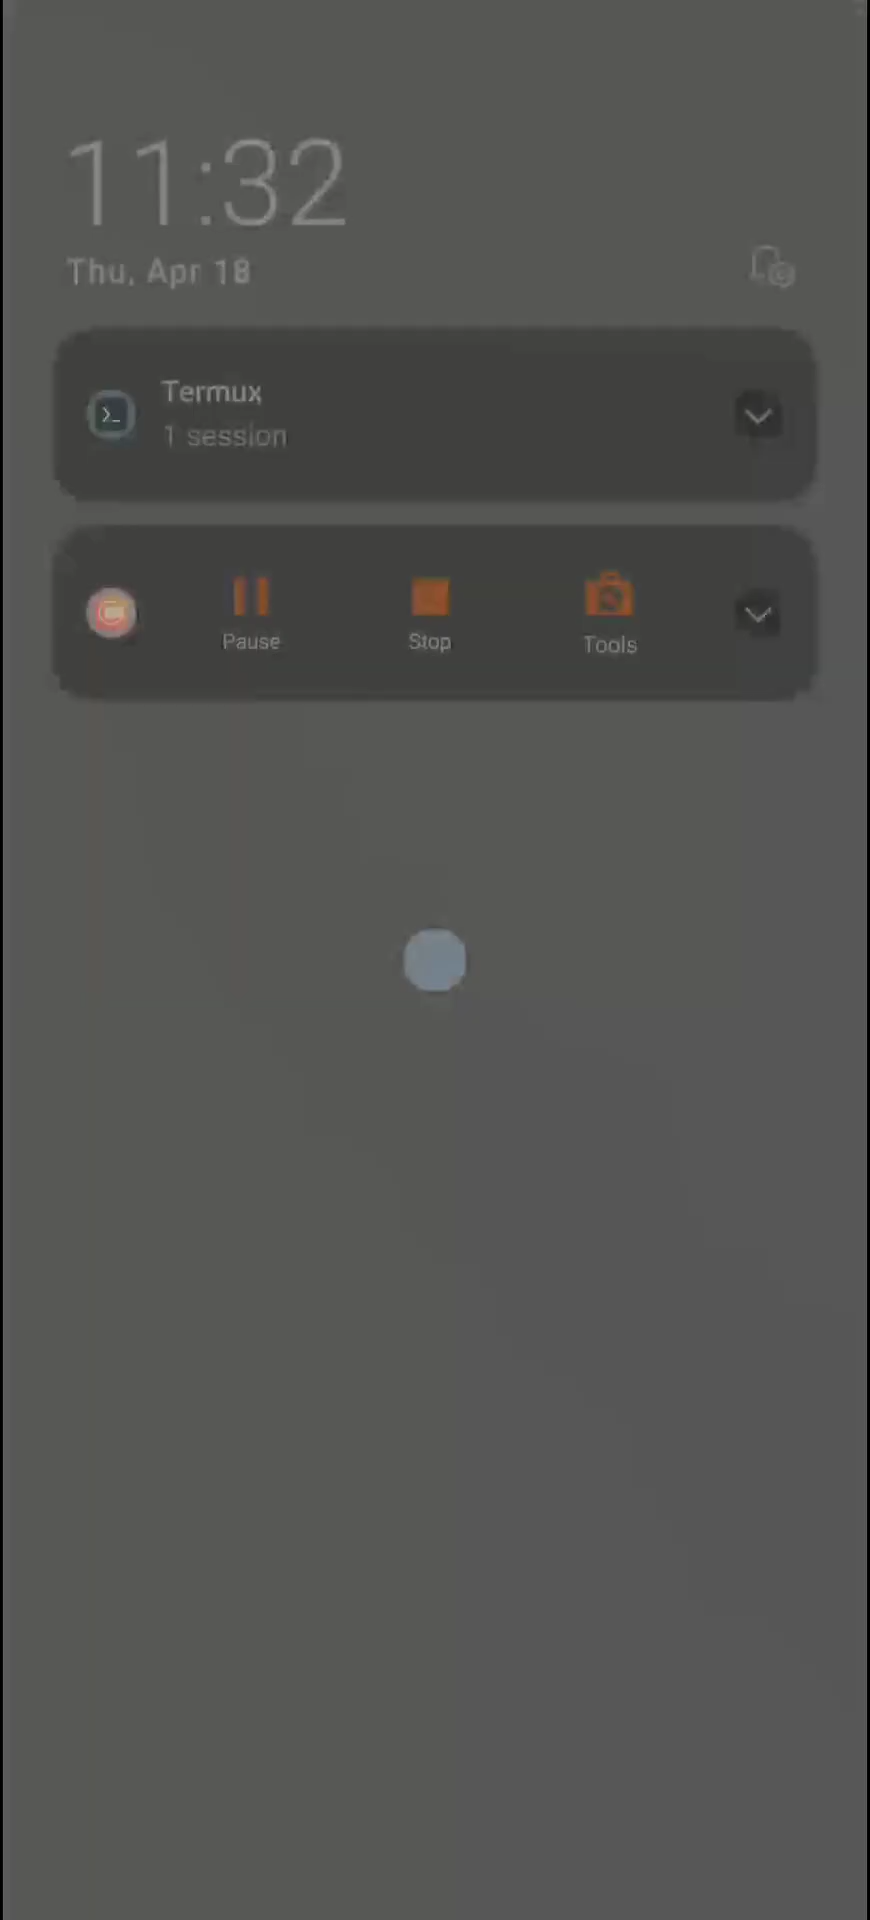 11:32
Thu, Apr 18
Termux
1 session
Pause
Stop
Tools